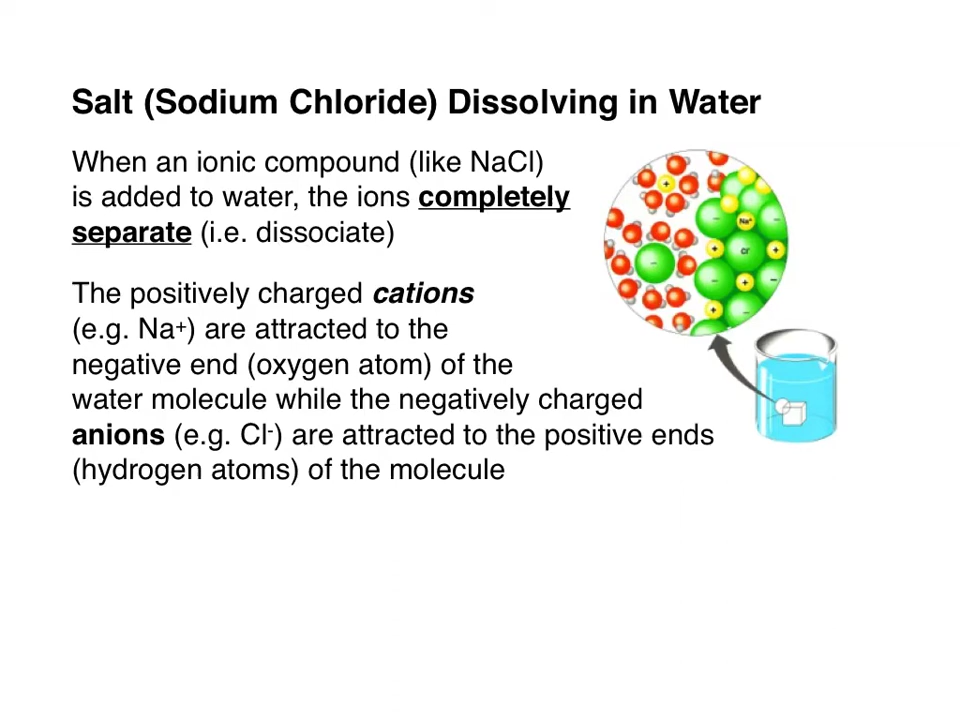 Salt (Sodium Chloride) Dissolving in Water
When an ionic compound (like NaCl)
is added to water, the ions completely
separate (i.e. dissociate)
The positively charged cations
(e.g. Na⁺) are attracted to the
negative end (oxygen atom) of the
water molecule while the negatively charged
anions (e.g. Cl⁻) are attracted to the positive ends
(hydrogen atoms) of the molecule
+
− Na⁺ −
+ Cl⁻ +
−
− + −
+ −